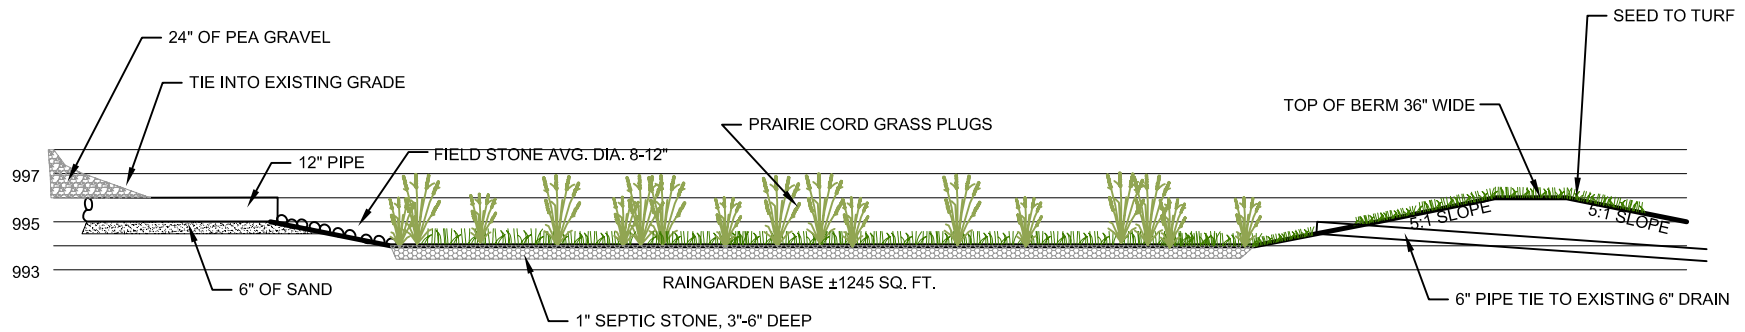 SEED TO TURF
24" OF PEA GRAVEL
TIE INTO EXISTING GRADE
TOP OF BERM 36" WIDE
PRAIRIE CORD GRASS PLUGS
FIELD STONE AVG. DIA. 8-12"
12" PIPE
997
995
993
5:1 SLOPE
5:1 SLOPE
6" OF SAND
RAINGARDEN BASE ±1245 SQ. FT.
6" PIPE TIE TO EXISTING 6" DRAIN
1" SEPTIC STONE, 3"-6" DEEP